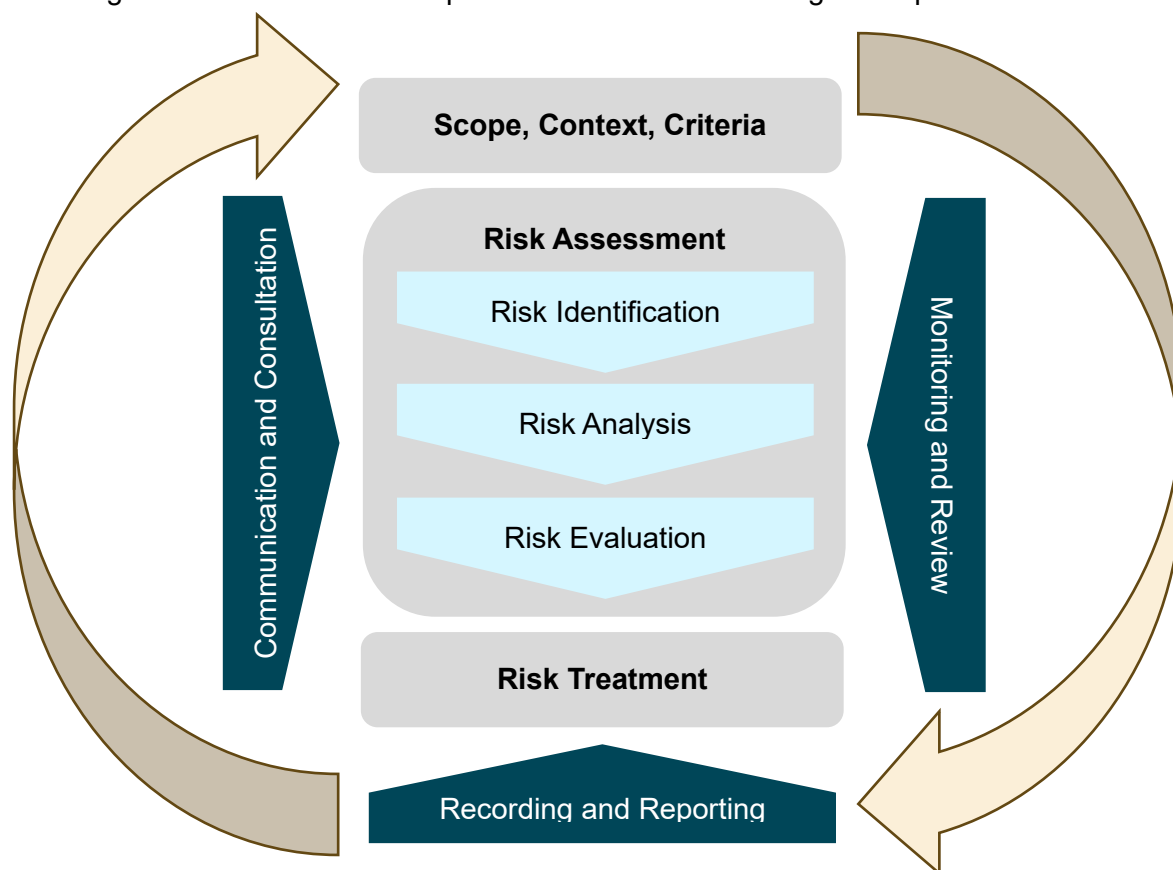 Scope, Context, Criteria
Risk Assessment
Risk Identification
Risk Analysis
Risk Evaluation
Risk Treatment
Communication and Consultation
Monitoring and Review
Recording and Reporting